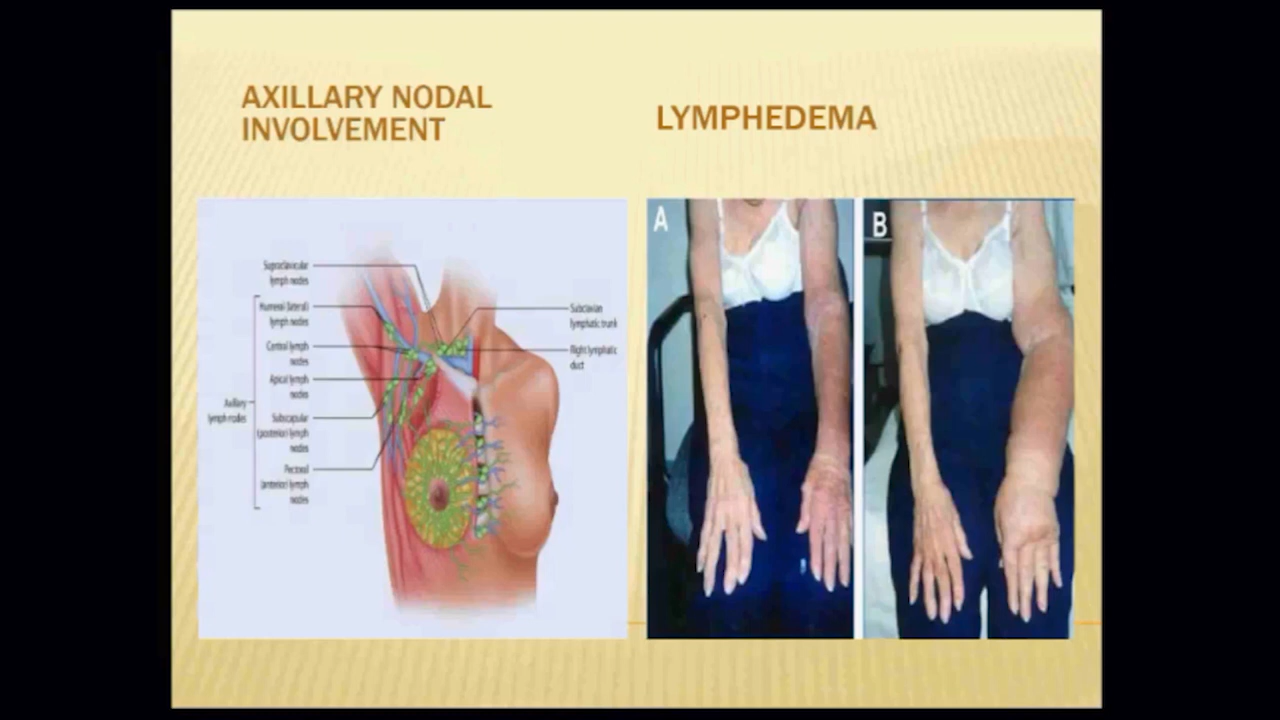 AXILLARY NODAL
INVOLVEMENT
LYMPHEDEMA
Supraclavicular
lymph nodes
Humeral (lateral)
lymph nodes
Central lymph
nodes
Apical lymph
nodes
Axillary
lymph nodes
Subscapular
(posterior) lymph
nodes
Pectoral
(anterior) lymph
nodes
Subclavian
lymphatic trunk
Right lymphatic
duct
A
B